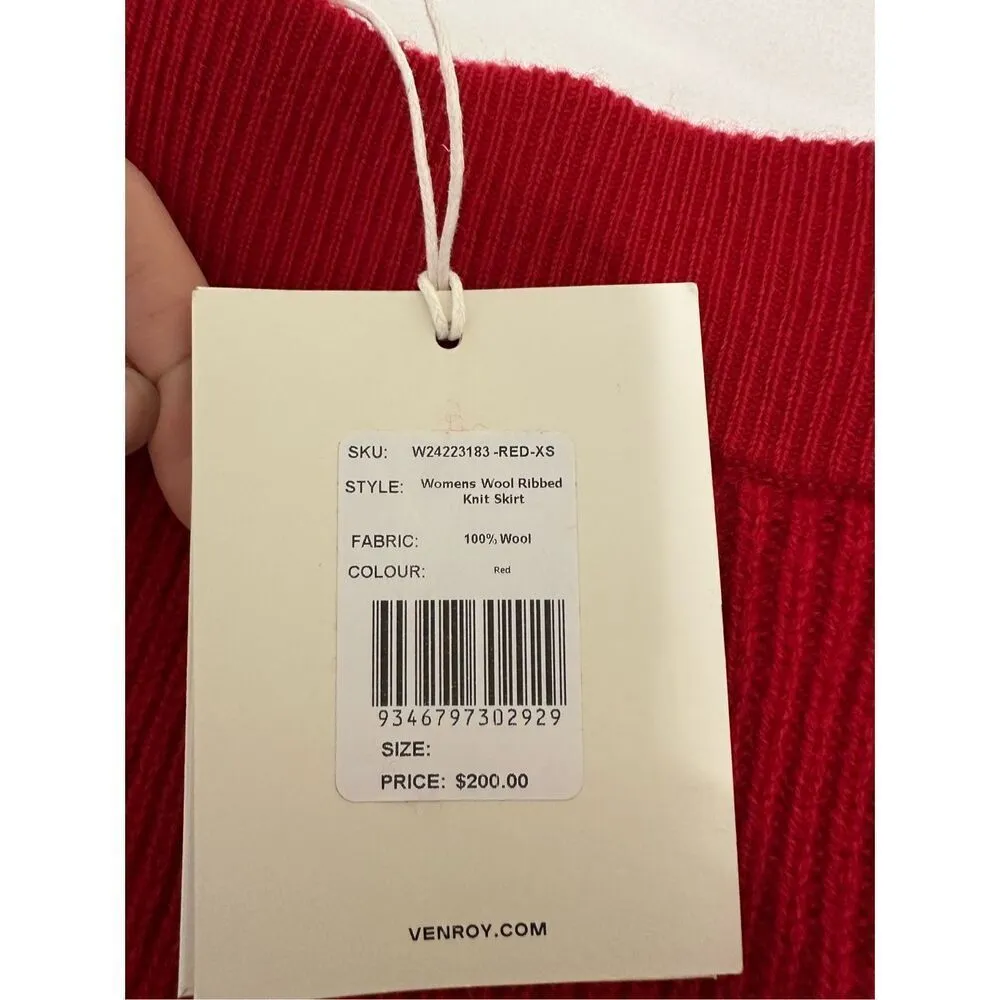 SKU: W24223183-RED-XS
STYLE: Womens Wool Ribbed
Knit Skirt
FABRIC: 100% Wool
COLOUR: Red
9346797302929
SIZE:
PRICE: $200.00
VENROY.COM